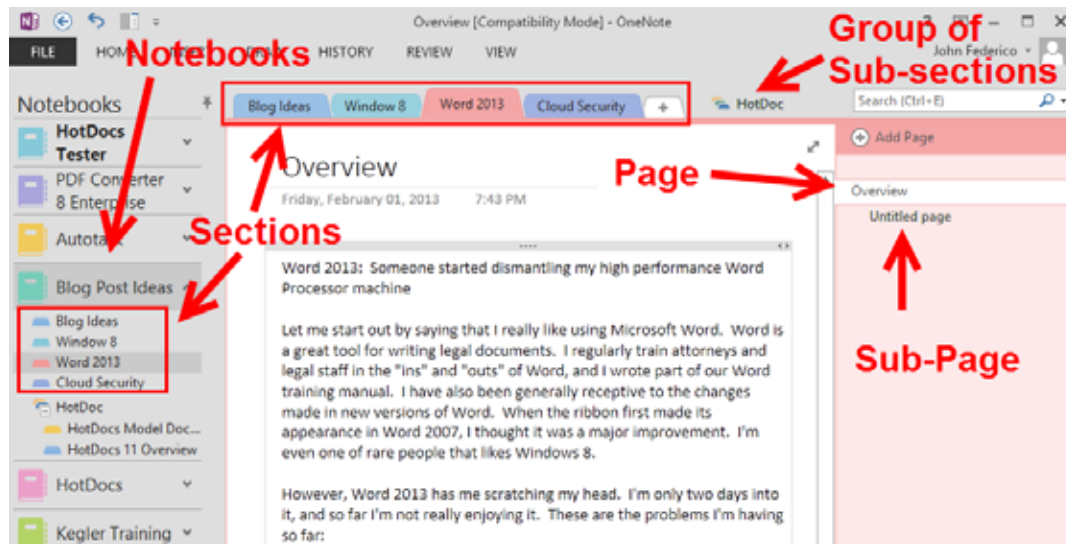 Overview [Compatibility Mode] - OneNote
?
FILE
HOME
HISTORY
REVIEW
VIEW
John Federico
Notebooks
Group of
Sub-sections
Notebooks
Blog Ideas
Window 8
Word 2013
Cloud Security
+
HotDoc
Search (Ctrl+E)
HotDocs
Tester
PDF Converter
8 Enterprise
Blog Post Ideas
Blog Ideas
Window 8
Word 2013
Cloud Security
HotDoc
HotDocs Model Doc...
HotDocs 11 Overview
HotDocs
Kegler Training
Sections
Overview
Friday, February 01, 2013 7:43 PM
Word 2013: Someone started dismantling my high performance Word
Processor machine
Let me start out by saying that I really like using Microsoft Word. Word is
a great tool for writing legal documents. I regularly train attorneys and
legal staff in the "ins" and "outs" of Word, and I wrote part of our Word
training manual. I have also been generally receptive to the changes
made in new versions of Word. When the ribbon first made its
appearance in Word 2007, I thought it was a major improvement. I'm
even one of rare people that likes Windows 8.
However, Word 2013 has me scratching my head. I'm only two days into
it, and so far I'm not really enjoying it. These are the problems I'm having
so far:
Page
Add Page
Overview
Untitled page
Sub-Page